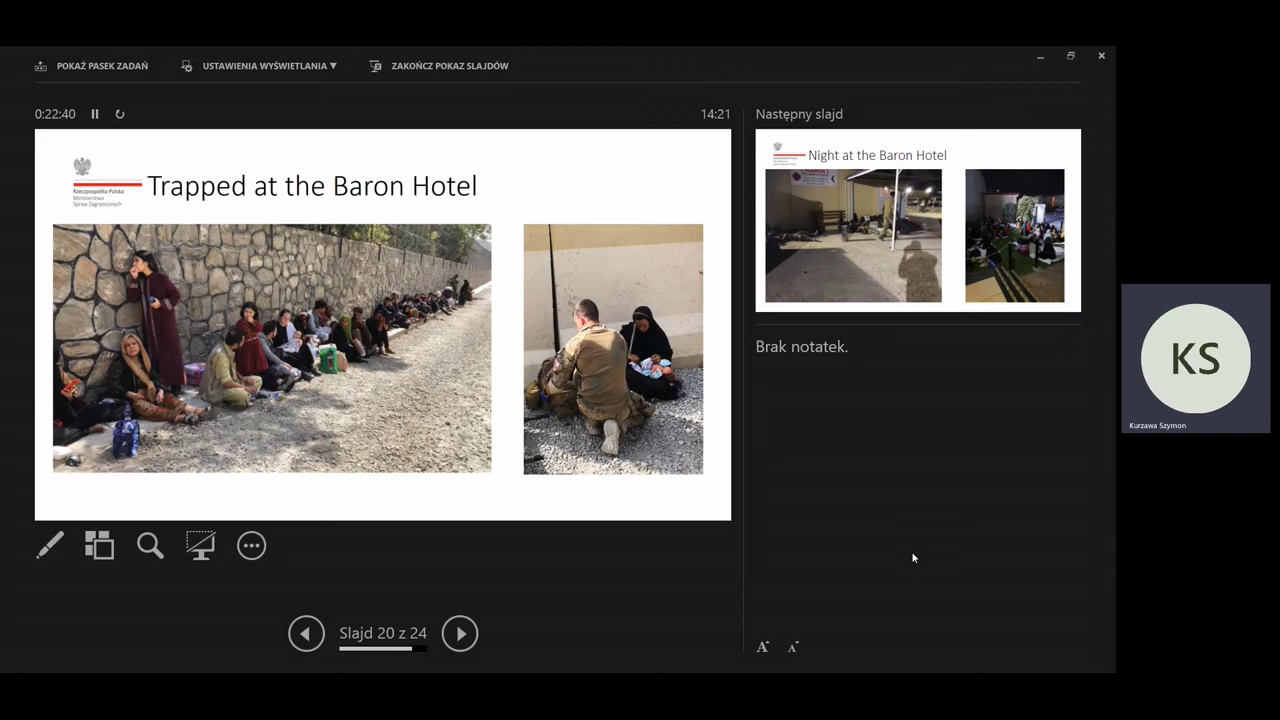 POKAŻ PASEK ZADAŃ
USTAWIENIA WYŚWIETLANIA ▼
ZAKOŃCZ POKAZ SLAJDÓW
0:22:40
14:21
Następny slajd
Rzeczpospolita Polska
Ministerstwo
Spraw Zagranicznych
Trapped at the Baron Hotel
Night at the Baron Hotel
Brak notatek.
KS
Kurzawa Szymon
Slajd 20 z 24
A A